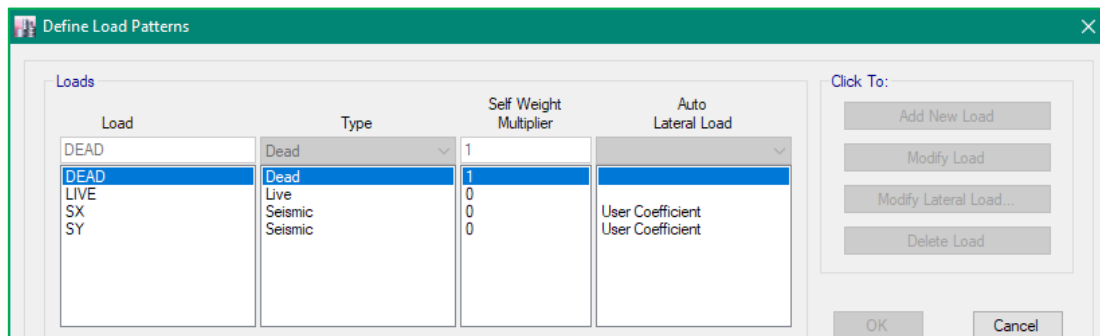 Define Load Patterns
Loads
Click To:
Load
Type
Self Weight
Multiplier
Auto
Lateral Load
DEAD
Dead
1
DEAD Dead 1
LIVE Live 0
SX Seismic 0 User Coefficient
SY Seismic 0 User Coefficient
Add New Load
Modify Load
Modify Lateral Load...
Delete Load
OK
Cancel